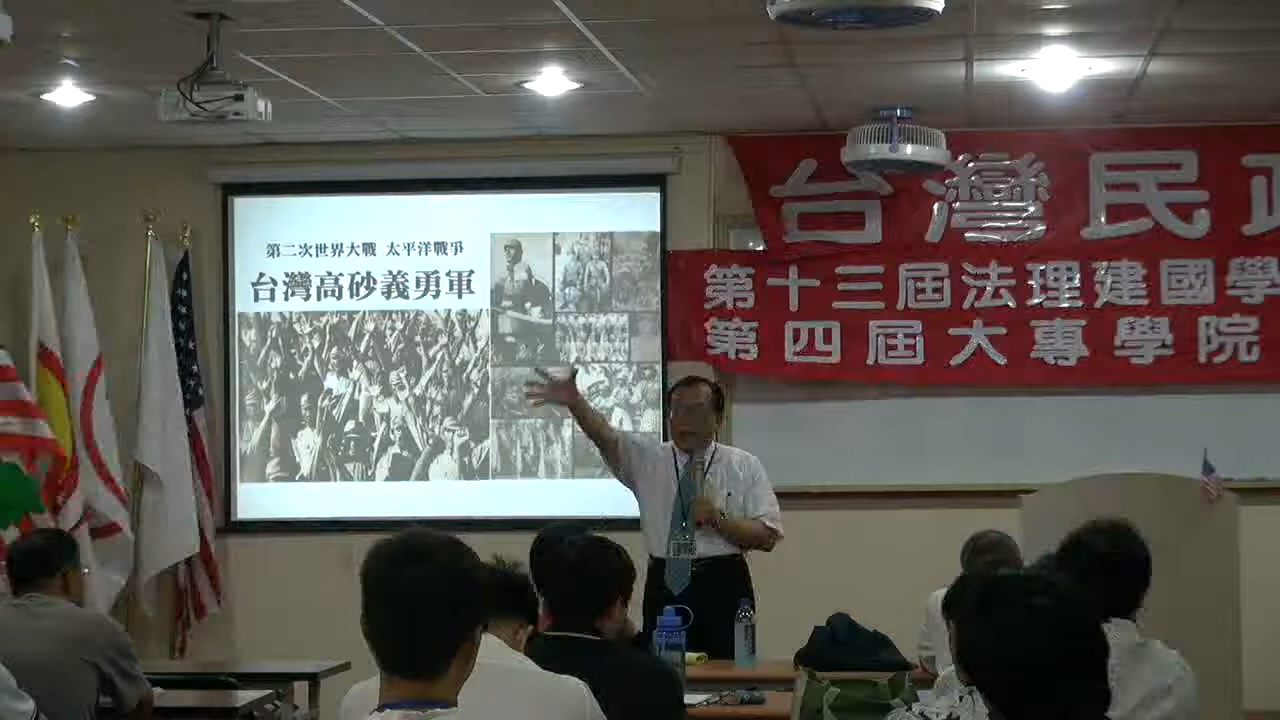 第二次世界大戰 太平洋戰爭
台灣高砂義勇軍
台灣民政
第十三屆法理建國學
第四屆大專學院